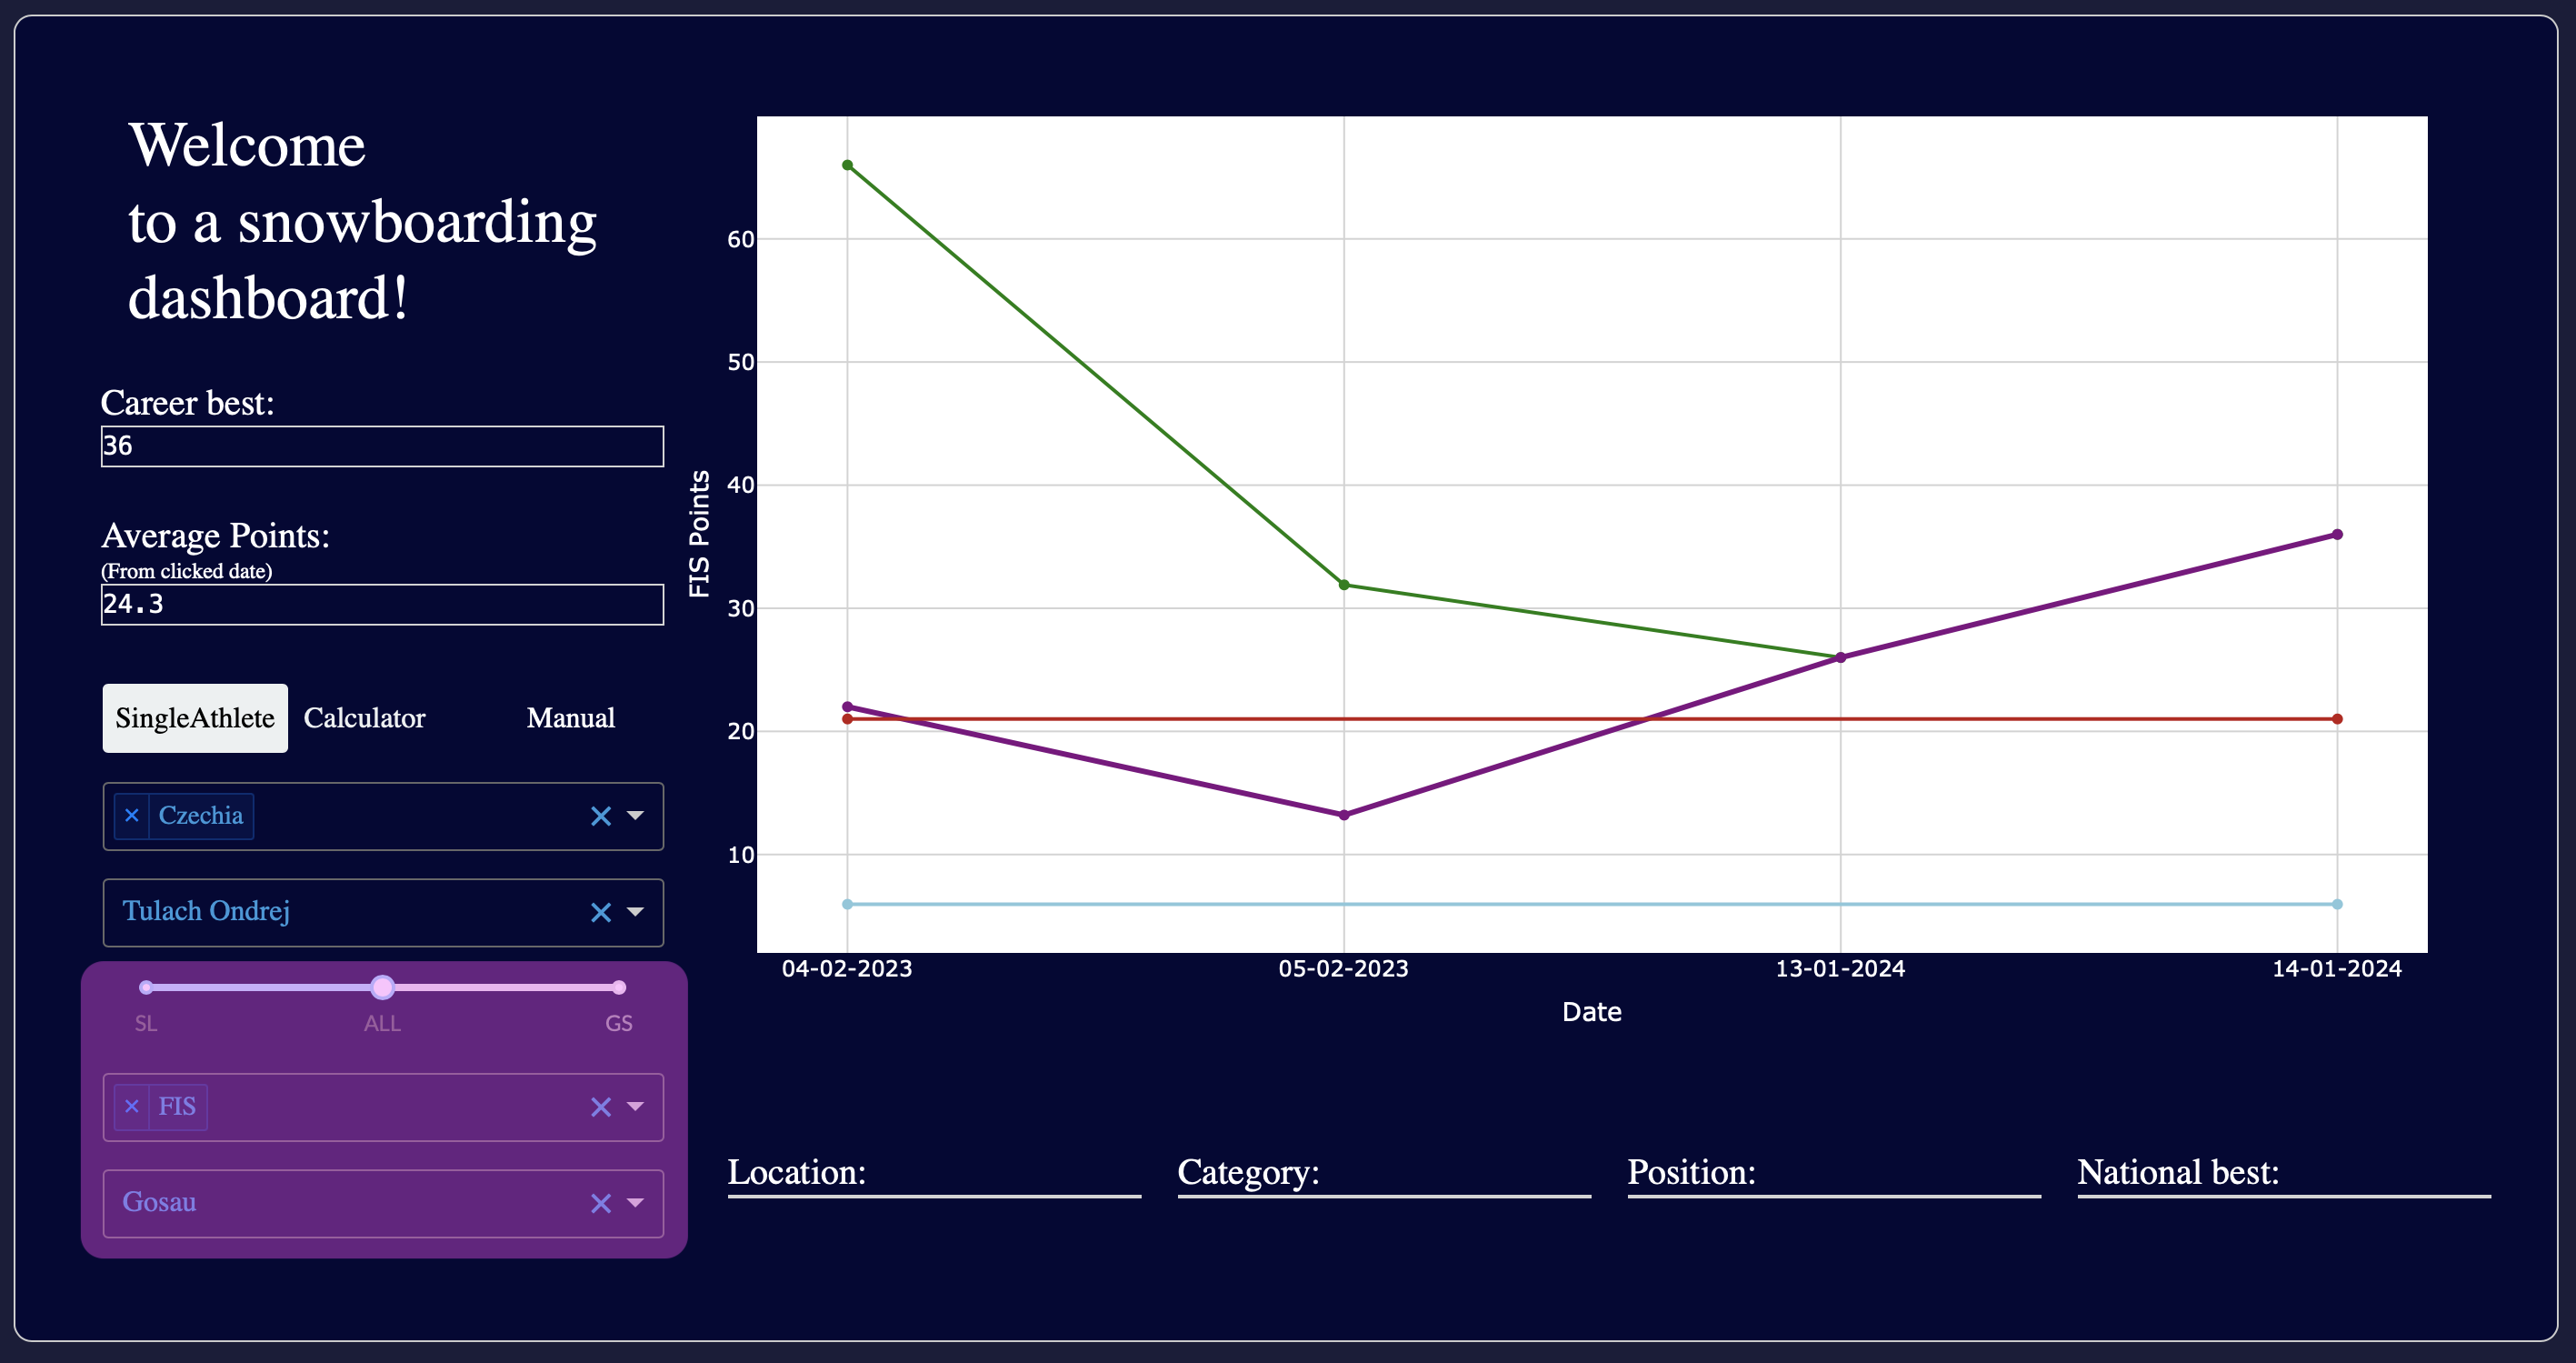 Welcome
to a snowboarding
dashboard!
Career best:
36
Average Points:
(From clicked date)
24.3
SingleAthlete Calculator Manual
× Czechia
Tulach Ondrej
SL ALL GS
× FIS
Gosau
FIS Points
60
50
40
30
20
10
04-02-2023 05-02-2023 13-01-2024 14-01-2024
Date
Location: Category: Position: National best: